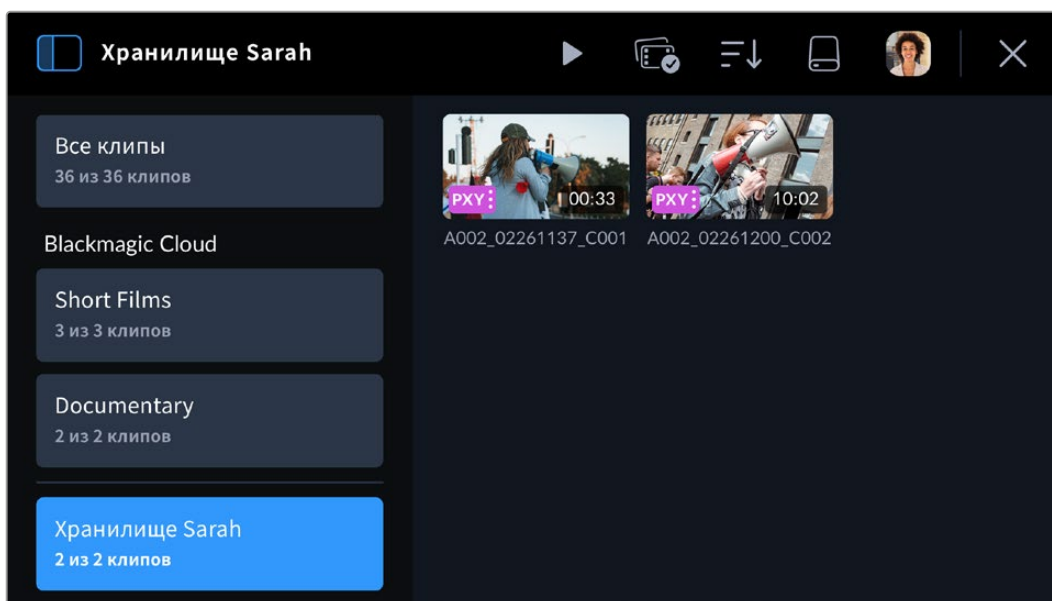 Хранилище Sarah
Все клипы
36 из 36 клипов
Blackmagic Cloud
Short Films
3 из 3 клипов
Documentary
2 из 2 клипов
Хранилище Sarah
2 из 2 клипов
PXY 00:33
A002_02261137_C001
PXY 10:02
A002_02261200_C002